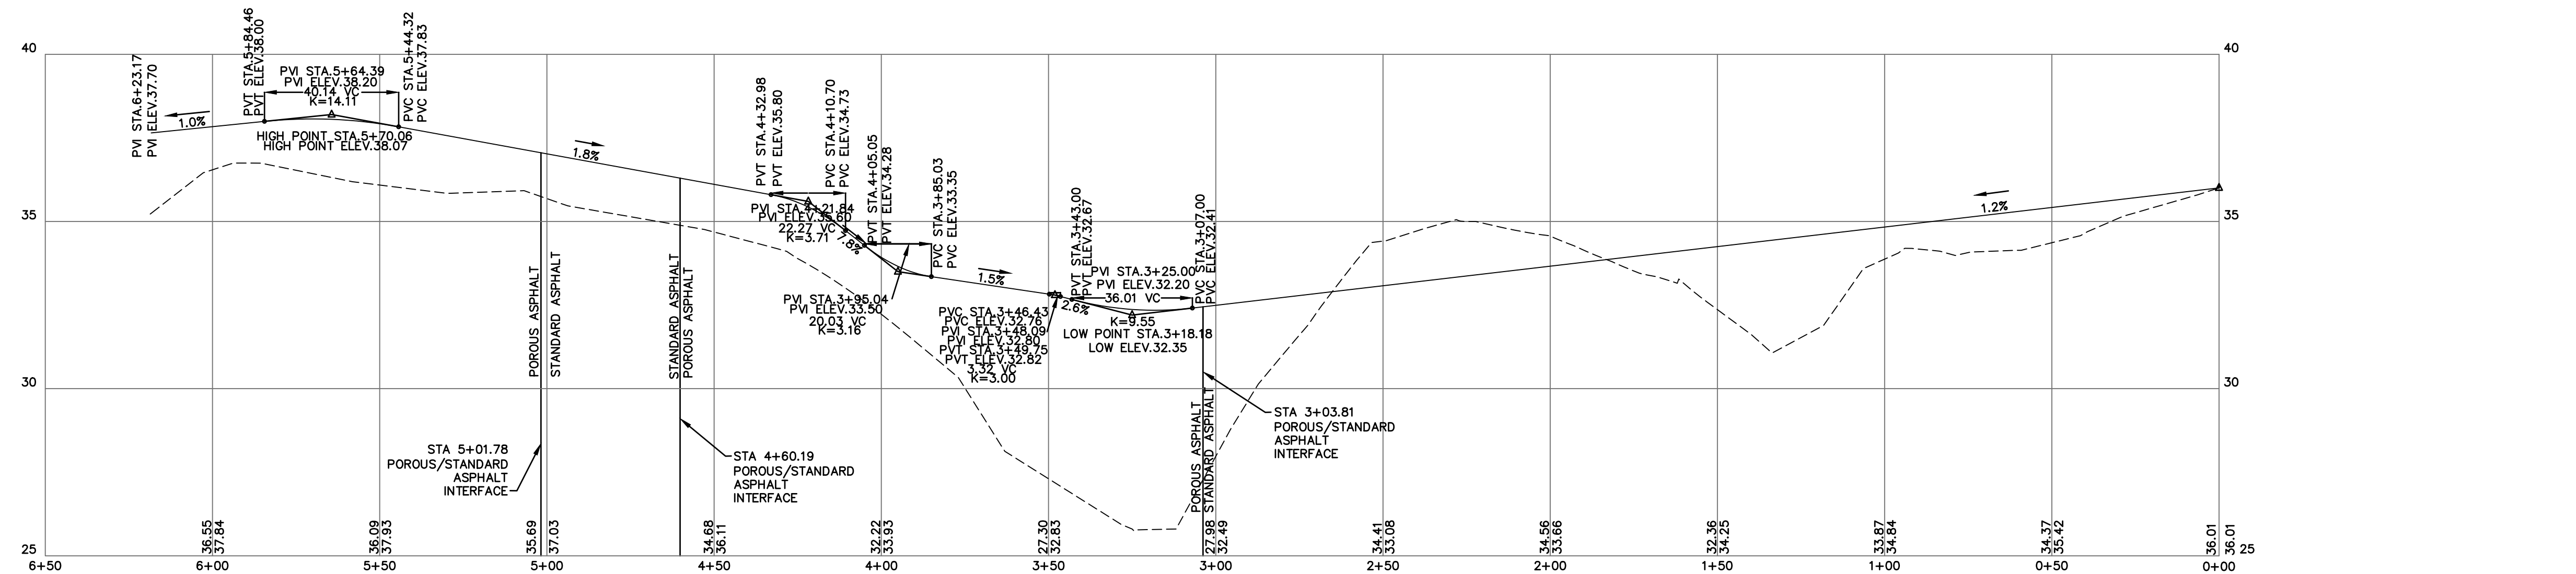 40
40
35
35
30
30
25
25
PVI STA.6+23.17
PVI ELEV.37.70
1.0%
PVT STA.5+84.46
PVT ELEV.38.00
PVI STA.5+64.39
PVI ELEV.38.20
40.14 VC
K=14.11
PVC STA.5+44.32
PVC ELEV.37.83
HIGH POINT STA.5+70.06
HIGH POINT ELEV.38.07
1.8%
PVT STA.4+32.98
PVT ELEV.35.80
PVC STA.4+10.70
PVC ELEV.34.73
PVI STA.4+21.84
PVI ELEV.35.60
22.27 VC
K=3.71
7.8%
PVT STA.4+05.05
PVT ELEV.34.28
PVC STA.3+85.03
PVC ELEV.33.35
PVI STA.3+95.04
PVI ELEV.33.50
20.03 VC
K=3.16
1.5%
PVC STA.3+46.43
PVC ELEV.32.76
PVI STA.3+48.09
PVI ELEV.32.80
PVT STA.3+49.75
PVT ELEV.32.82
3.32 VC
K=3.00
2.6%
PVT STA.3+43.00
PVT ELEV.32.67
PVI STA.3+25.00
PVI ELEV.32.20
36.01 VC
K=9.55
LOW POINT STA.3+18.18
LOW ELEV.32.35
PVC STA.3+07.00
PVC ELEV.32.41
1.2%
POROUS ASPHALT
STANDARD ASPHALT
STANDARD ASPHALT
POROUS ASPHALT
POROUS ASPHALT
STANDARD ASPHALT
STA 5+01.78
POROUS/STANDARD
ASPHALT
INTERFACE
STA 4+60.19
POROUS/STANDARD
ASPHALT
INTERFACE
STA 3+03.81
POROUS/STANDARD
ASPHALT
INTERFACE
36.55
37.84
36.09
37.93
35.69
37.03
34.68
36.11
32.22
33.93
27.30
32.83
27.98
32.49
34.41
33.08
34.56
33.66
32.36
34.25
33.87
34.84
34.37
35.42
36.01
36.01
6+50
6+00
5+50
5+00
4+50
4+00
3+50
3+00
2+50
2+00
1+50
1+00
0+50
0+00